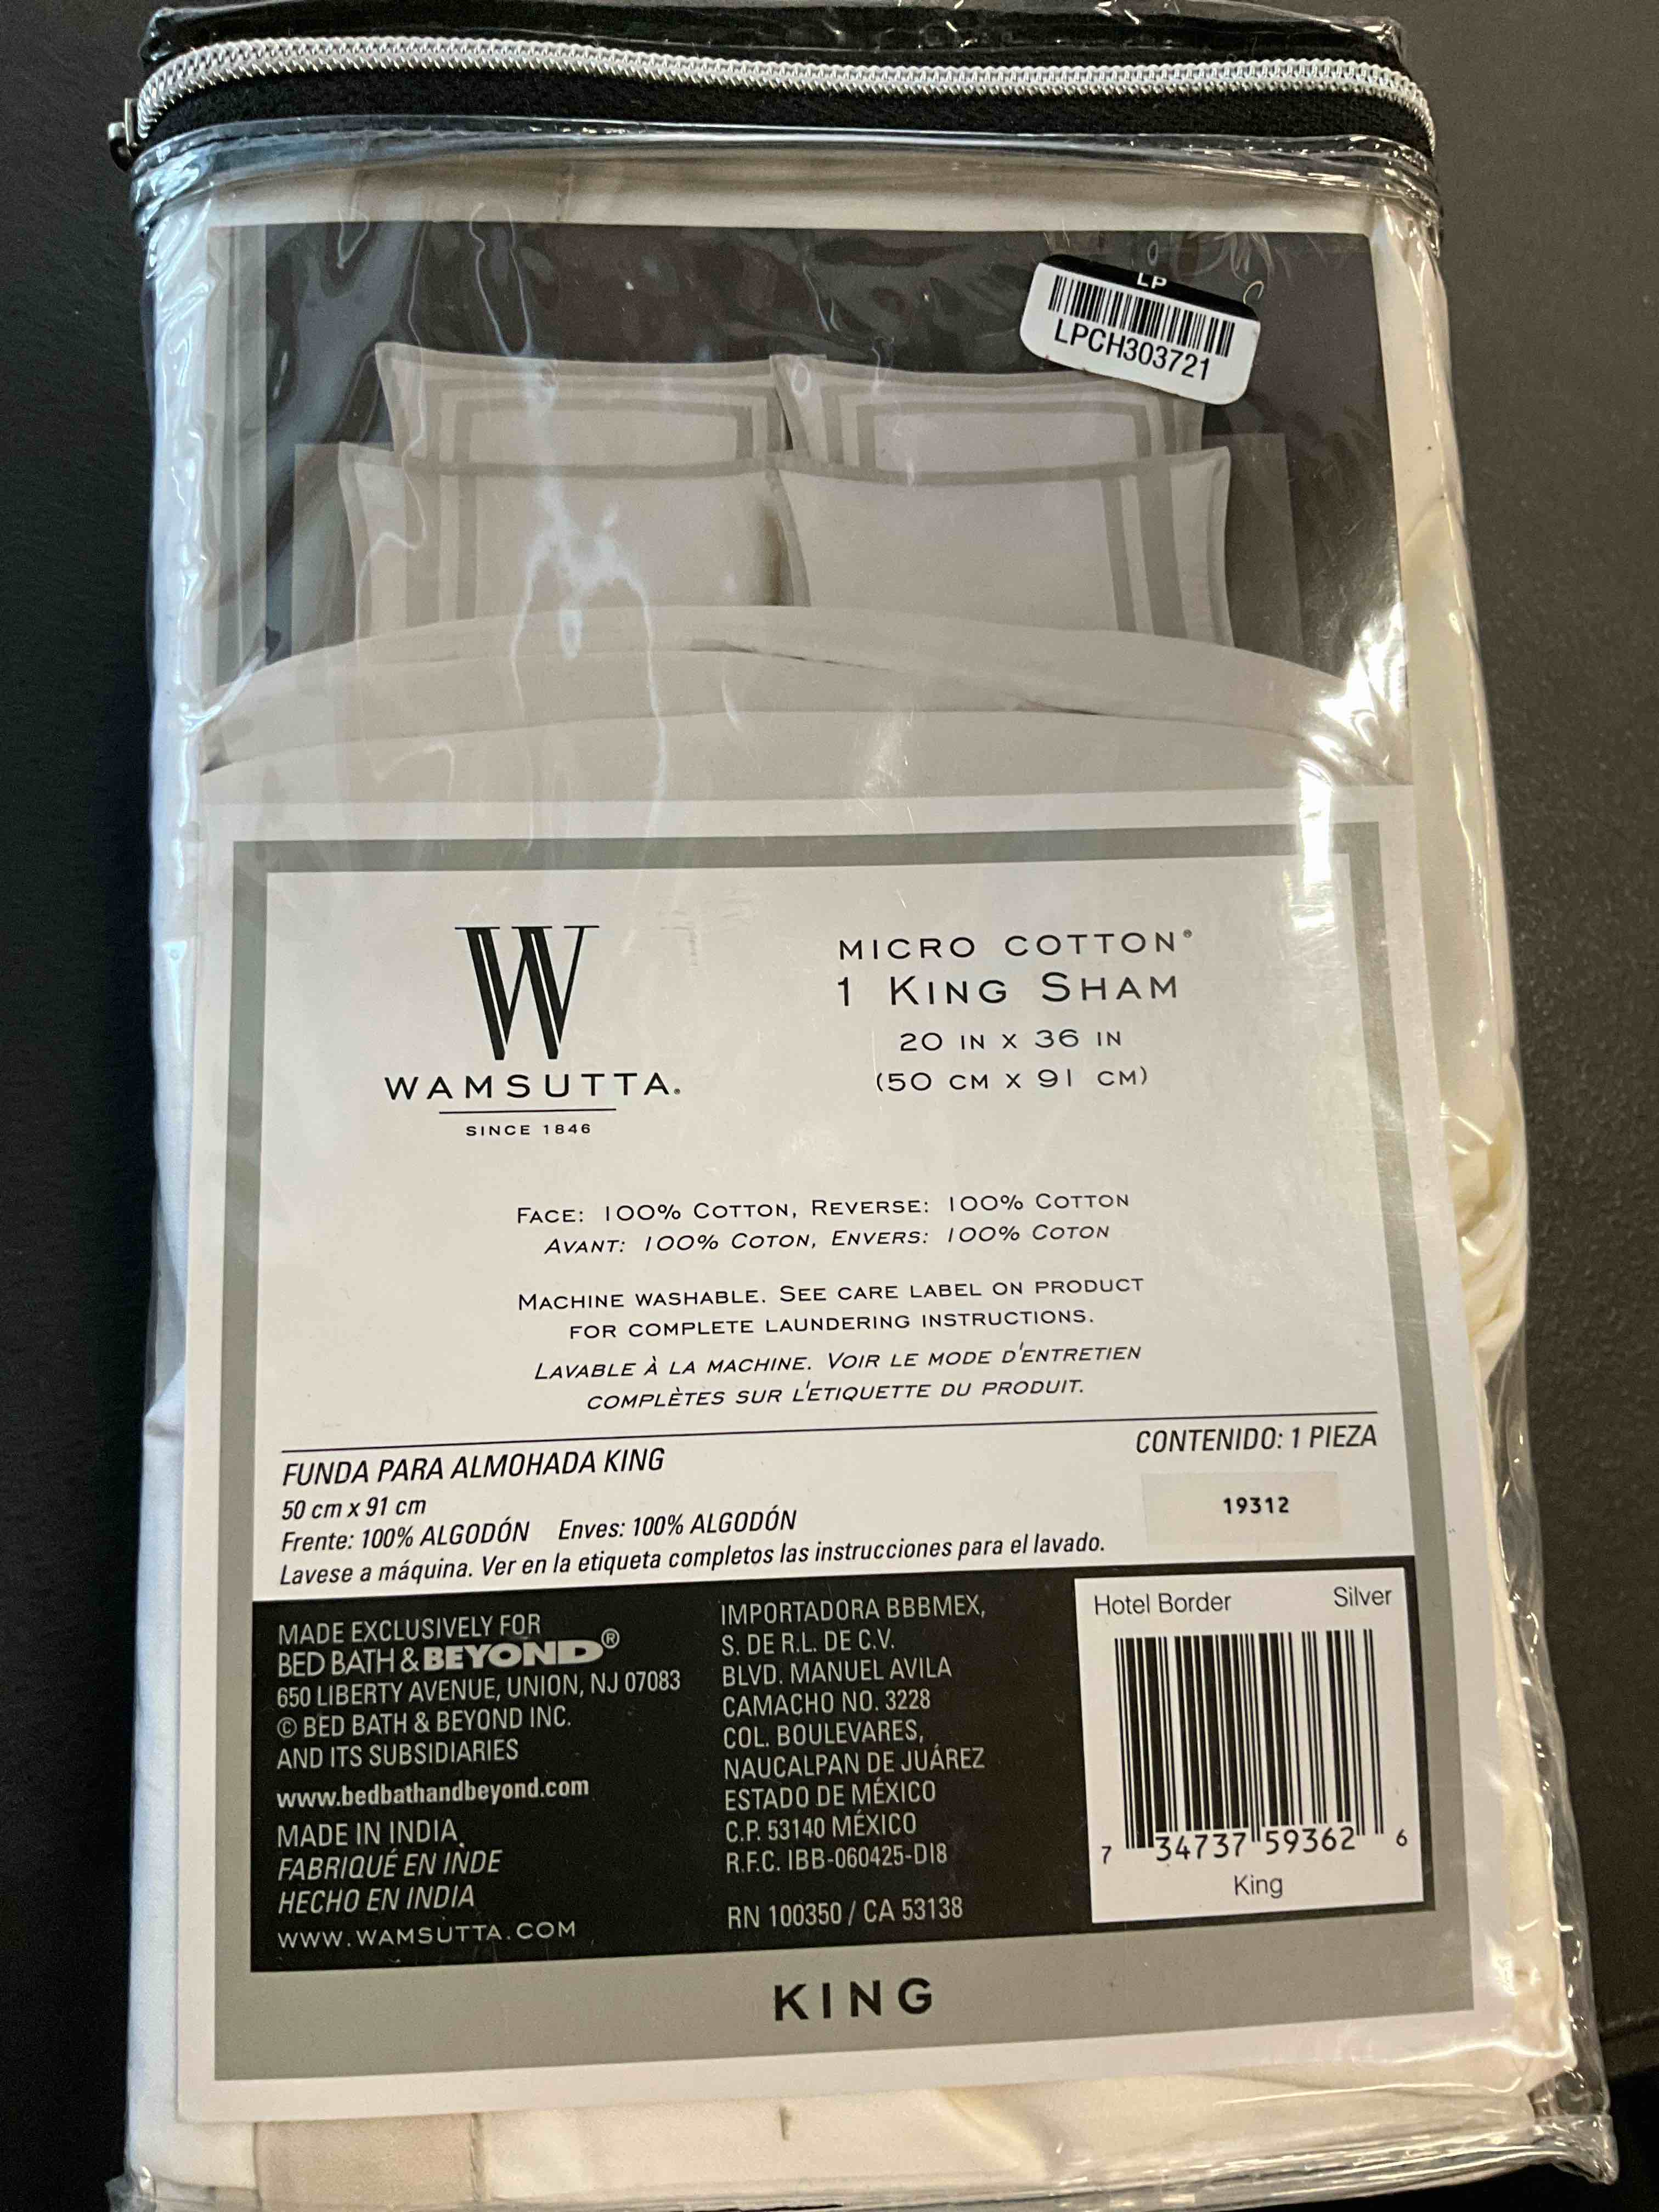 LP
LPCH303721
W
WAMSUTTA®
SINCE 1846
MICRO COTTON®
1 KING SHAM
20 IN X 36 IN
(50 CM X 91 CM)
FACE: 100% COTTON, REVERSE: 100% COTTON
AVANT: 100% COTON, ENVERS: 100% COTON
MACHINE WASHABLE. SEE CARE LABEL ON PRODUCT
FOR COMPLETE LAUNDERING INSTRUCTIONS.
LAVABLE À LA MACHINE. VOIR LE MODE D'ENTRETIEN
COMPLÈTES SUR L'ETIQUETTE DU PRODUIT.
FUNDA PARA ALMOHADA KING
50 cm x 91 cm
Frente: 100% ALGODÓN Enves: 100% ALGODÓN
Lavese a máquina. Ver en la etiqueta completos las instrucciones para el lavado.
CONTENIDO: 1 PIEZA
19312
MADE EXCLUSIVELY FOR
BED BATH & BEYOND®
650 LIBERTY AVENUE, UNION, NJ 07083
© BED BATH & BEYOND INC.
AND ITS SUBSIDIARIES
www.bedbathandbeyond.com
MADE IN INDIA
FABRIQUÉ EN INDE
HECHO EN INDIA
WWW.WAMSUTTA.COM
IMPORTADORA BBBMEX,
S. DE R.L. DE C.V.
BLVD. MANUEL AVILA
CAMACHO NO. 3228
COL. BOULEVARES,
NAUCALPAN DE JUÁREZ
ESTADO DE MÉXICO
C.P. 53140 MÉXICO
R.F.C. IBB-060425-DI8
RN 100350 / CA 53138
Hotel Border Silver
7 34737 59362 6
King
KING